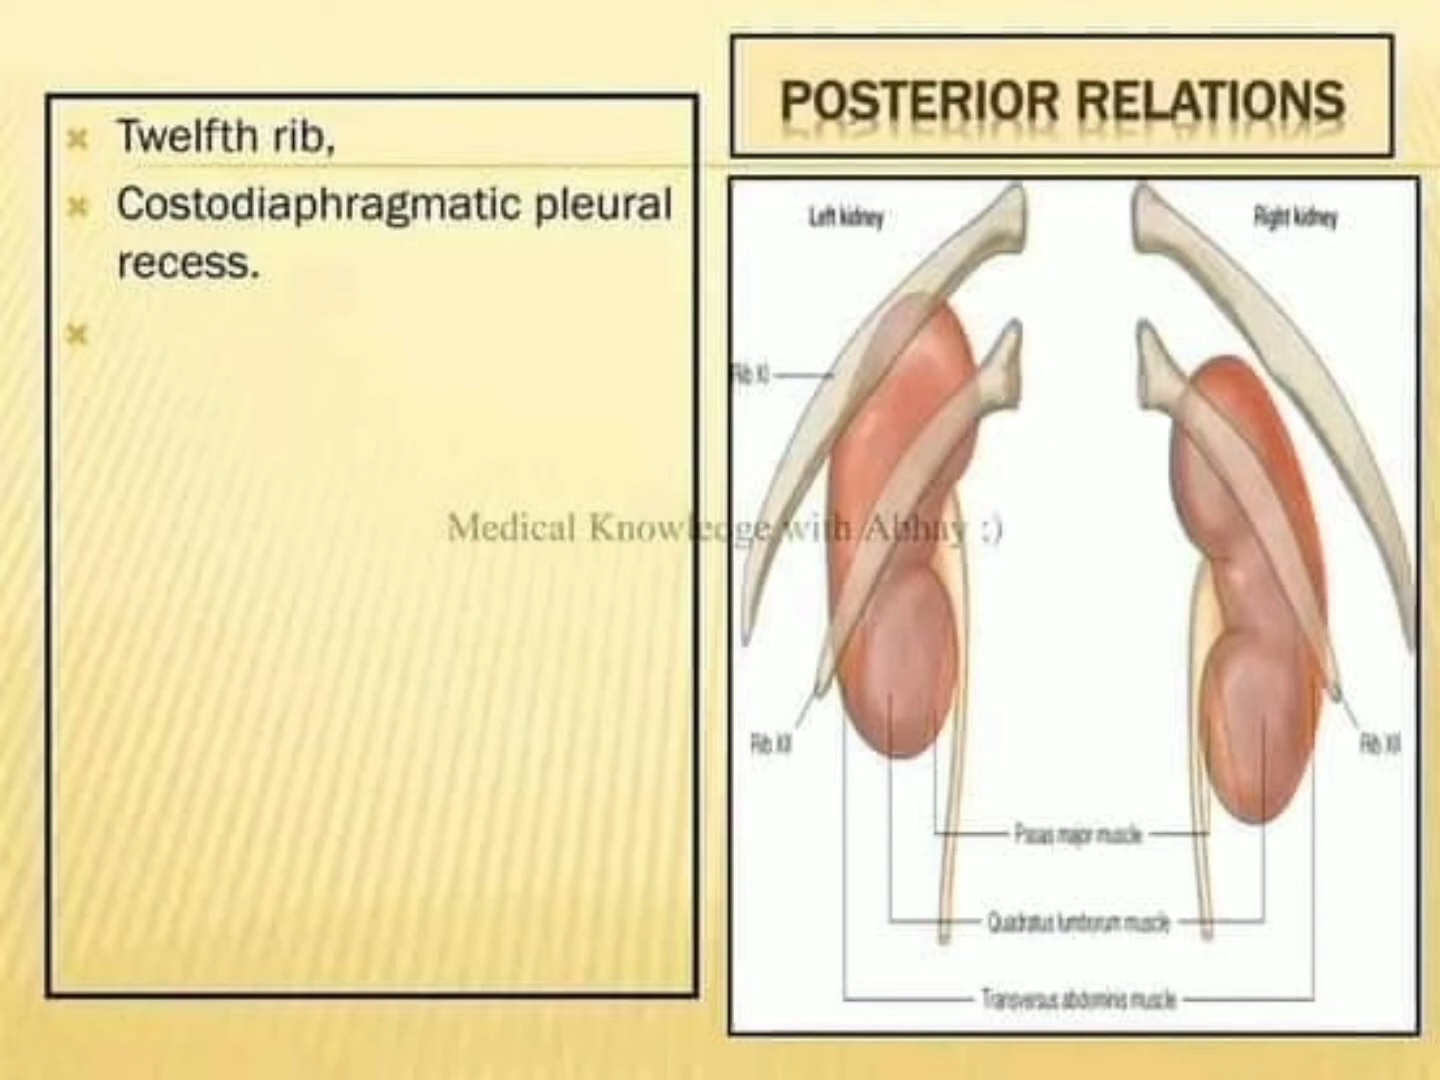 POSTERIOR RELATIONS
Twelfth rib,
Costodiaphragmatic pleural
recess.
Left kidney
Right kidney
Rib XI
Rib XII
Rib XII
Psoas major muscle
Quadratus lumborum muscle
Transversus abdominis muscle
Medical Knowledge with Abhay ;)